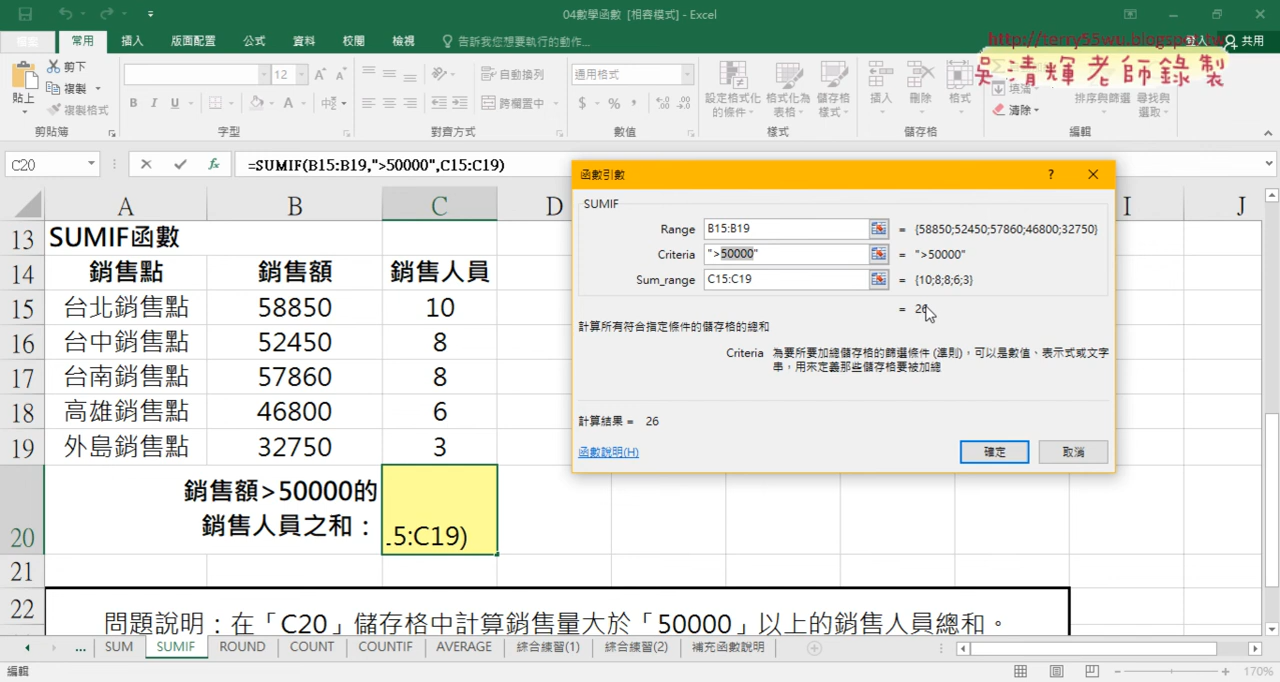 04數學函數 [相容模式] - Excel
常用 插入 版面配置 公式 資料 校閱 檢視 告訴我您想要執行的動作... 共用
http://terry55wu.blogspot.tw
吳清輝老師錄製
貼上
剪下
複製
複製格式
剪貼簿
12
B I U
中
字型
自動換列
跨欄置中
對齊方式
通用格式
$ % ,
數值
設定格式化的條件
格式化為表格
儲存格樣式
樣式
插入 刪除 格式
儲存格
填滿
清除
排序與篩選
尋找與選取
編輯
C20
=SUMIF(B15:B19,">50000",C15:C19)
A B C D I J
13 SUMIF函數
14 銷售點 銷售額 銷售人員
15 台北銷售點 58850 10
16 台中銷售點 52450 8
17 台南銷售點 57860 8
18 高雄銷售點 46800 6
19 外島銷售點 32750 3
銷售額>50000的
20 銷售人員之和： .5:C19)
21
22 問題說明：在「C20」儲存格中計算銷售量大於「50000」以上的銷售人員總和。
函數引數 ?
SUMIF
Range B15:B19 = {58850;52450;57860;46800;32750}
Criteria ">50000" = ">50000"
Sum_range C15:C19 = {10;8;8;6;3}
= 26
計算所有符合指定條件的儲存格的總和
Criteria 為要所要加總儲存格的篩選條件 (準則)，可以是數值、表示式或文字
串，用來定義那些儲存格要被加總
計算結果 = 26
函數說明(H)
確定 取消
... SUM SUMIF ROUND COUNT COUNTIF AVERAGE 綜合練習(1) 綜合練習(2) 補充函數說明
編輯
170%